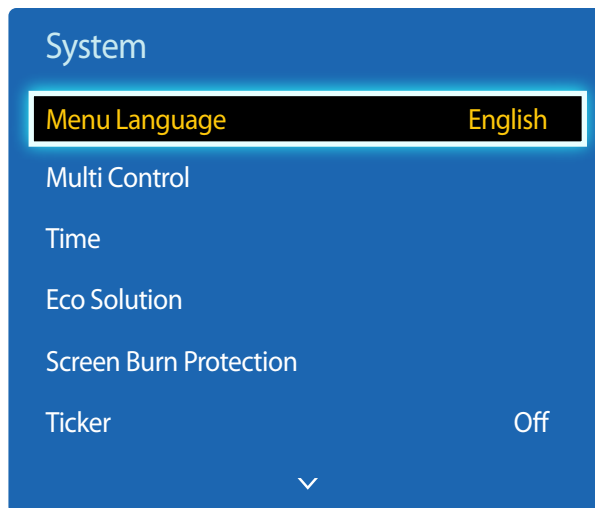 System
Menu Language English
Multi Control
Time
Eco Solution
Screen Burn Protection
Ticker Off